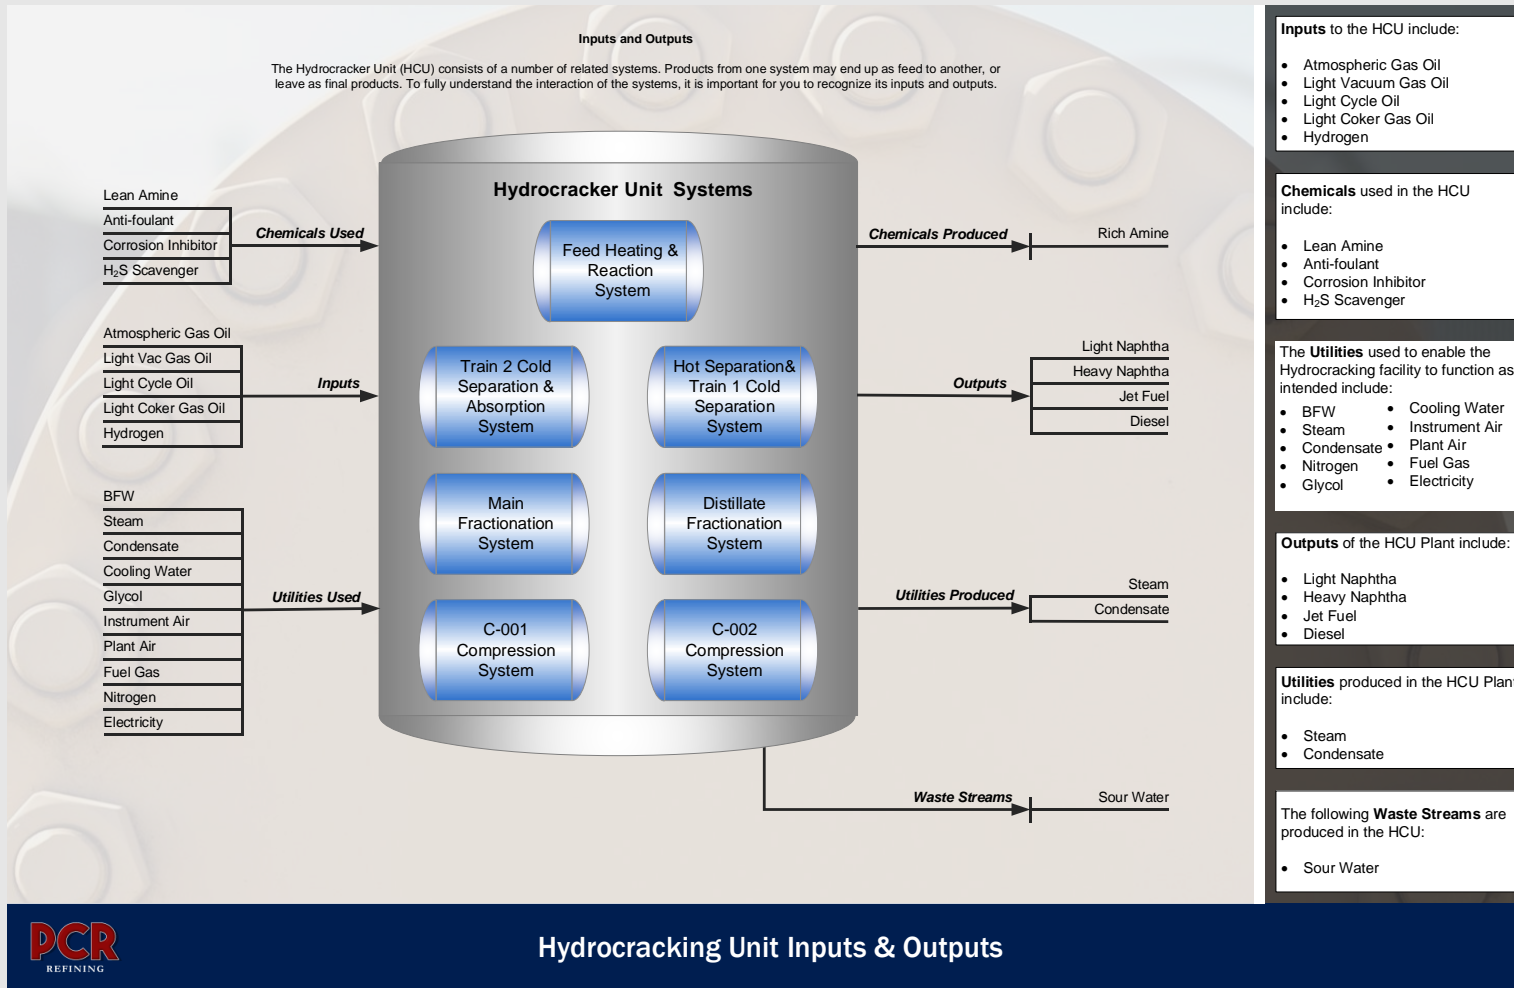 Inputs and Outputs
The Hydrocracker Unit (HCU) consists of a number of related systems. Products from one system may end up as feed to another, or
leave as final products. To fully understand the interaction of the systems, it is important for you to recognize its inputs and outputs.
Hydrocracker Unit Systems
Lean Amine
Anti-foulant
Corrosion Inhibitor
H₂S Scavenger
Chemicals Used
Atmospheric Gas Oil
Light Vac Gas Oil
Light Cycle Oil
Light Coker Gas Oil
Hydrogen
Inputs
BFW
Steam
Condensate
Cooling Water
Glycol
Instrument Air
Plant Air
Fuel Gas
Nitrogen
Electricity
Utilities Used
Feed Heating &
Reaction
System
Train 2 Cold
Separation &
Absorption
System
Hot Separation&
Train 1 Cold
Separation
System
Main
Fractionation
System
Distillate
Fractionation
System
C-001
Compression
System
C-002
Compression
System
Chemicals Produced
Rich Amine
Outputs
Light Naphtha
Heavy Naphtha
Jet Fuel
Diesel
Utilities Produced
Steam
Condensate
Waste Streams
Sour Water
Inputs to the HCU include:
• Atmospheric Gas Oil
• Light Vacuum Gas Oil
• Light Cycle Oil
• Light Coker Gas Oil
• Hydrogen
Chemicals used in the HCU
include:
• Lean Amine
• Anti-foulant
• Corrosion Inhibitor
• H₂S Scavenger
The Utilities used to enable the
Hydrocracking facility to function as
intended include:
• BFW
• Steam
• Condensate
• Nitrogen
• Glycol
• Cooling Water
• Instrument Air
• Plant Air
• Fuel Gas
• Electricity
Outputs of the HCU Plant include:
• Light Naphtha
• Heavy Naphtha
• Jet Fuel
• Diesel
Utilities produced in the HCU Plant
include:
• Steam
• Condensate
The following Waste Streams are
produced in the HCU:
• Sour Water
PCR
REFINING
Hydrocracking Unit Inputs & Outputs